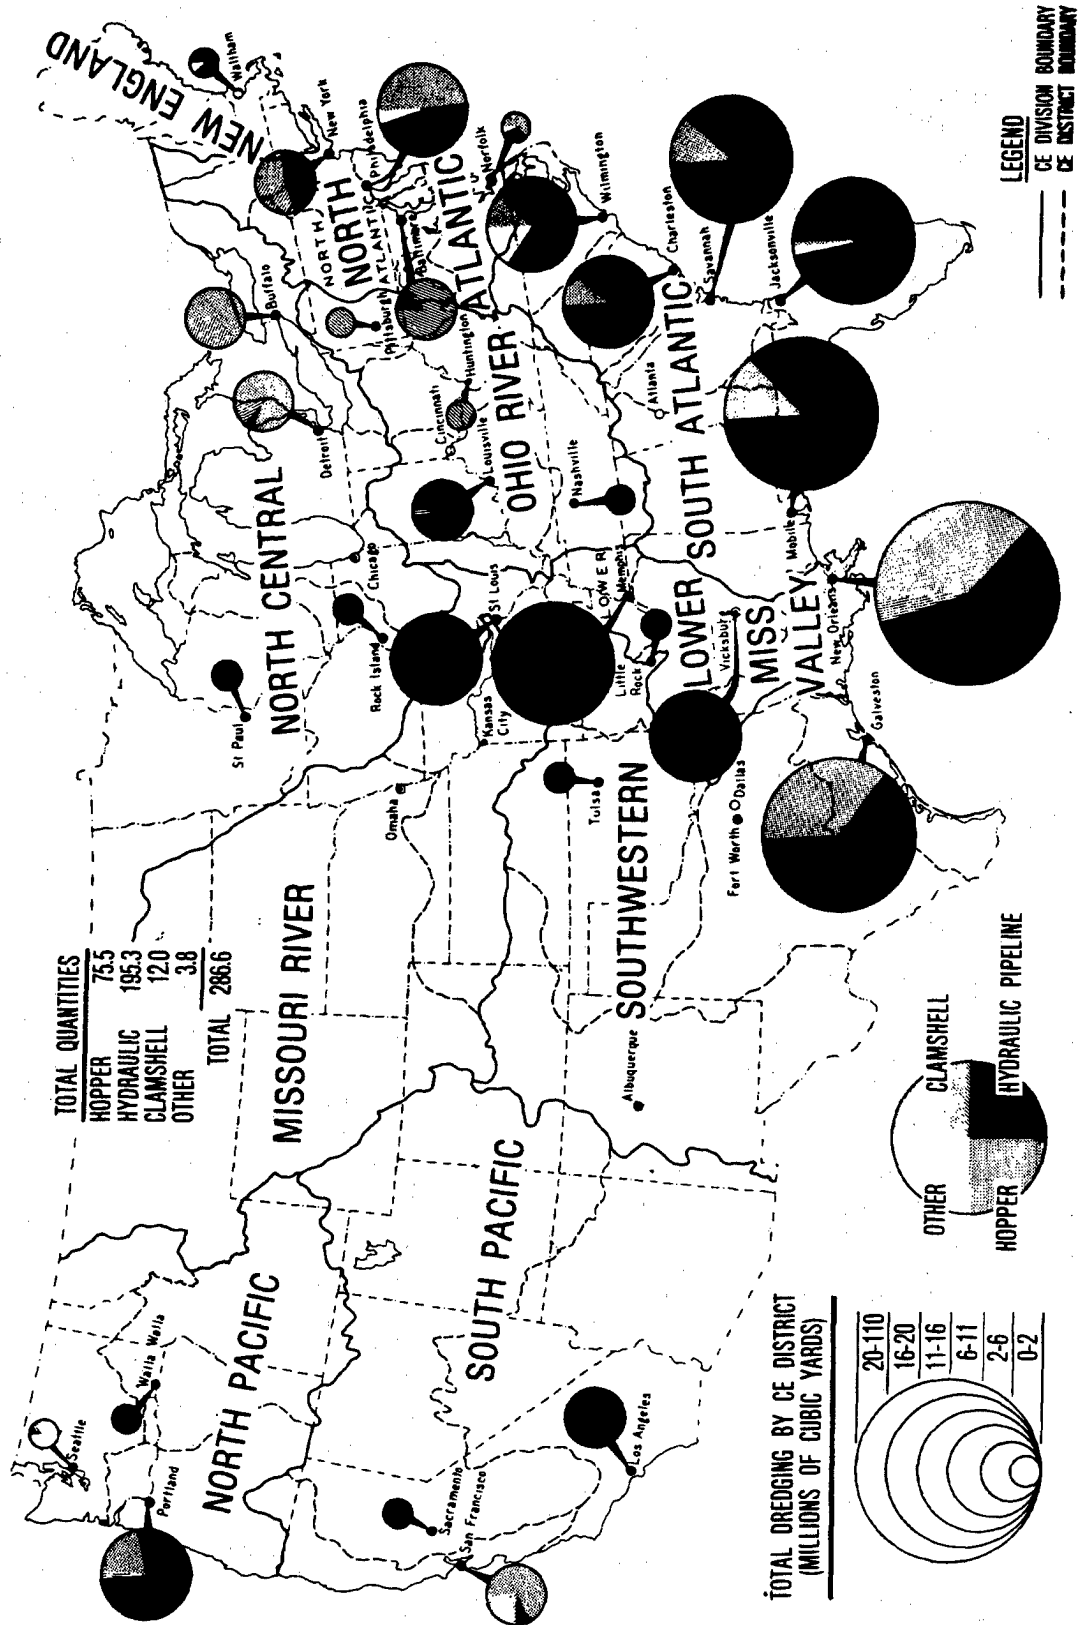 TOTAL QUANTITIES
HOPPER 75.5
HYDRAULIC 195.3
CLAMSHELL 12.0
OTHER 3.8
TOTAL 286.6
NEW ENGLAND
NORTH ATLANTIC
NORTH
ATLANTIC
NORTH CENTRAL
OHIO RIVER
SOUTH ATLANTIC
LOWER
MISS
VALLEY
LOWER
MISSOURI RIVER
SOUTHWESTERN
NORTH PACIFIC
SOUTH PACIFIC
Seattle
Walla Walla
Portland
Sacramento
San Francisco
Los Angeles
Albuquerque
Omaha
Kansas
City
Tulsa
Fort Worth
Dallas
Galveston
St Paul
Rock Island
Chicago
St Louis
Memphis
Little
Rock
Vicksburg
New Orleans
Mobile
Detroit
Buffalo
Pittsburgh
Cincinnati
Huntington
Louisville
Nashville
Atlanta
Waltham
New York
Philadelphia
Baltimore
Norfolk
Wilmington
Charleston
Savannah
Jacksonville
TOTAL DREDGING BY CE DISTRICT
(MILLIONS OF CUBIC YARDS)
20-110
16-20
11-16
6-11
2-6
0-2
OTHER
CLAMSHELL
HOPPER
HYDRAULIC PIPELINE
LEGEND
CE DIVISION BOUNDARY
CE DISTRICT BOUNDARY